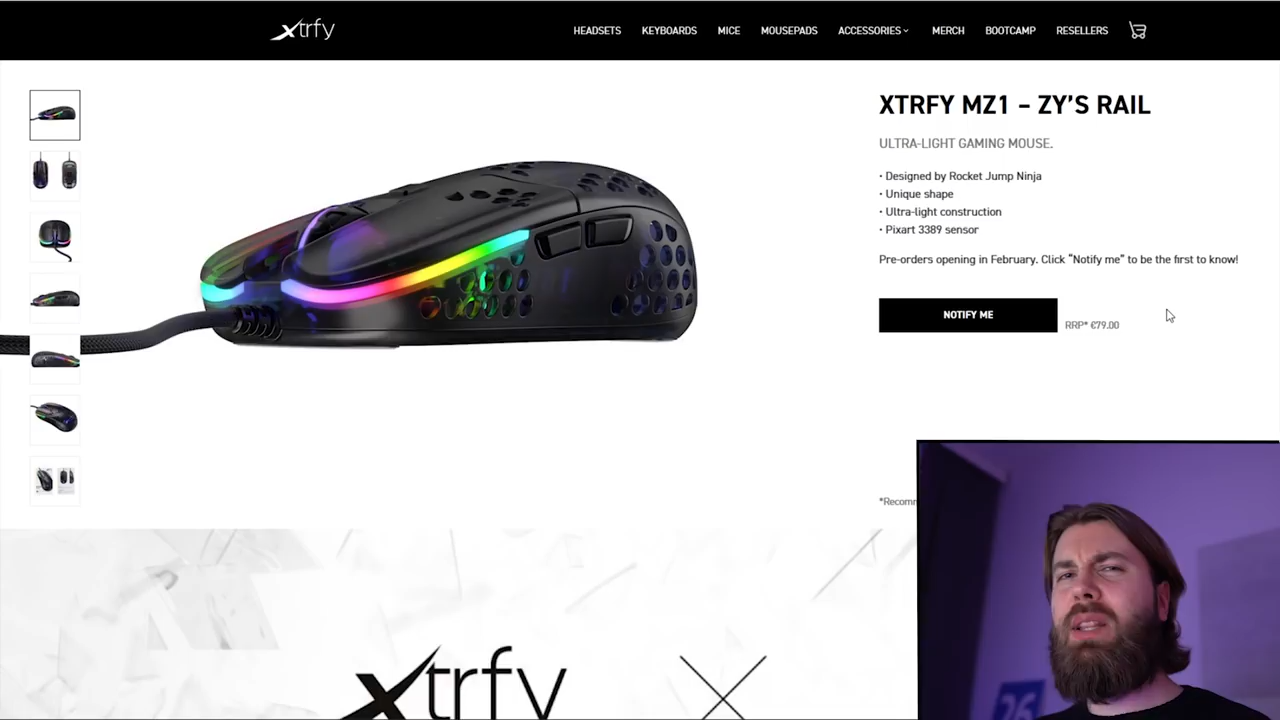 xtrfy
HEADSETS
KEYBOARDS
MICE
MOUSEPADS
ACCESSORIES
MERCH
BOOTCAMP
RESELLERS
XTRFY MZ1 – ZY'S RAIL
ULTRA-LIGHT GAMING MOUSE.
• Designed by Rocket Jump Ninja
• Unique shape
• Ultra-light construction
• Pixart 3389 sensor
Pre-orders opening in February. Click “Notify me” to be the first to know!
NOTIFY ME
RRP* €79.00
xtrfy X
26